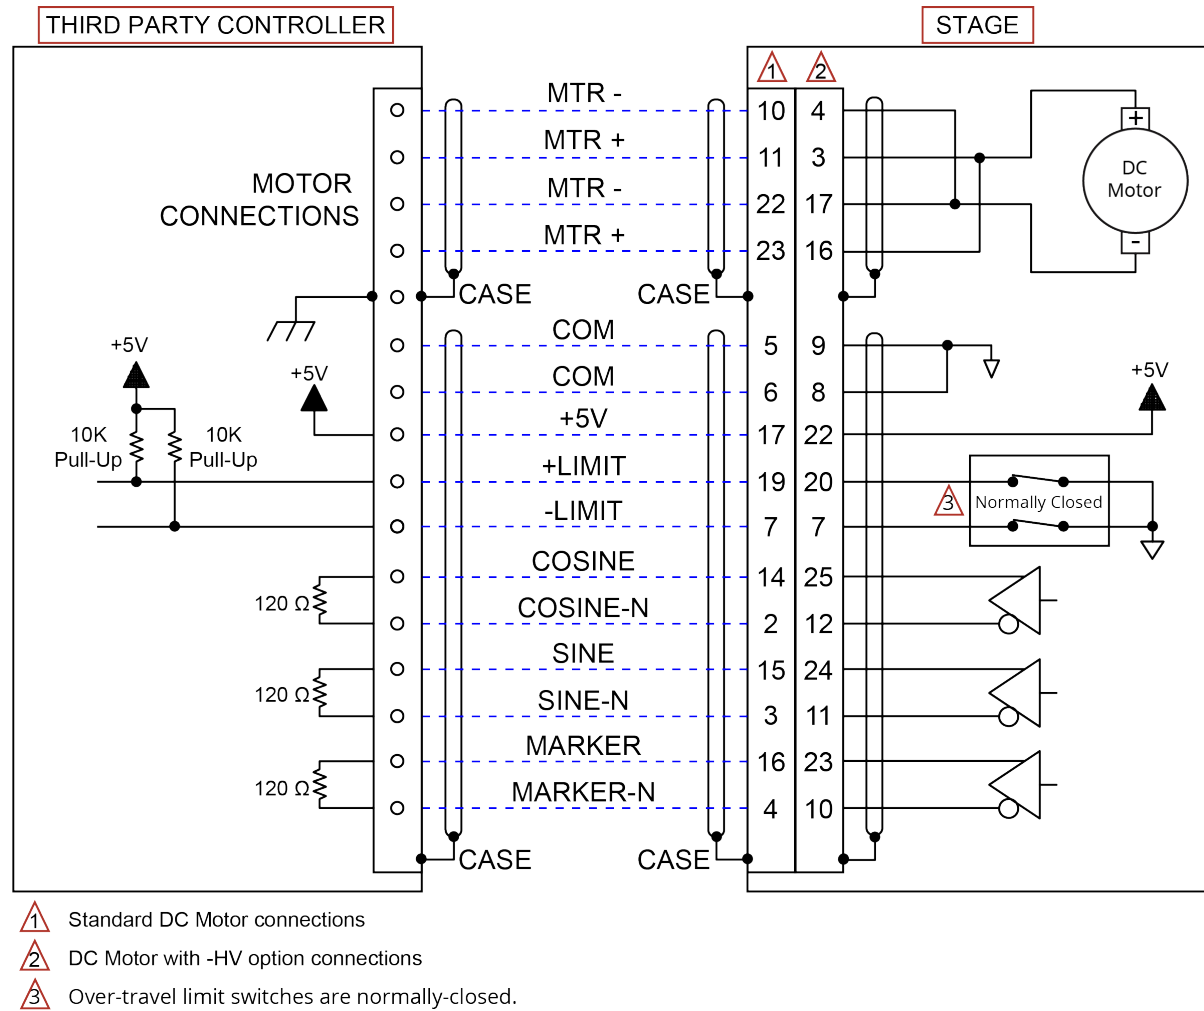 THIRD PARTY CONTROLLER
STAGE
1 2
MTR - 10 4
MTR + 11 3
MTR - 22 17
MTR + 23 16
MOTOR
CONNECTIONS
+
DC
Motor
-
CASE CASE
COM 5 9
COM 6 8
+5V 17 22
+LIMIT 19 20
-LIMIT 7 7
COSINE 14 25
COSINE-N 2 12
SINE 15 24
SINE-N 3 11
MARKER 16 23
MARKER-N 4 10
CASE CASE
+5V
+5V
10K
Pull-Up
10K
Pull-Up
120 Ω
120 Ω
120 Ω
+5V
3 Normally Closed
1 Standard DC Motor connections
2 DC Motor with -HV option connections
3 Over-travel limit switches are normally-closed.